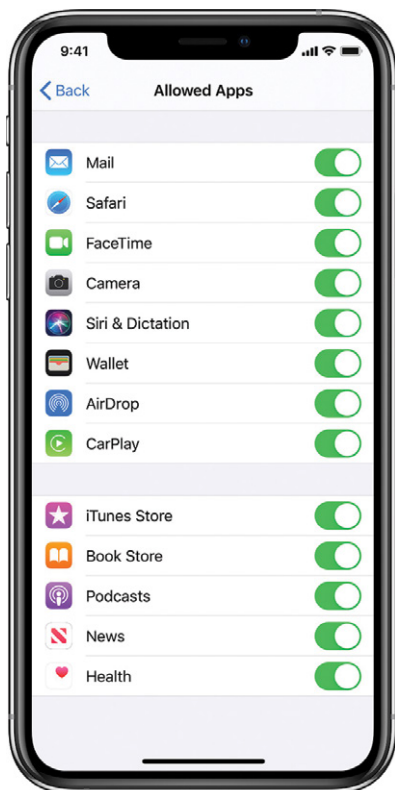 9:41
Back
Allowed Apps
Mail
Safari
FaceTime
Camera
Siri & Dictation
Wallet
AirDrop
CarPlay
iTunes Store
Book Store
Podcasts
News
Health